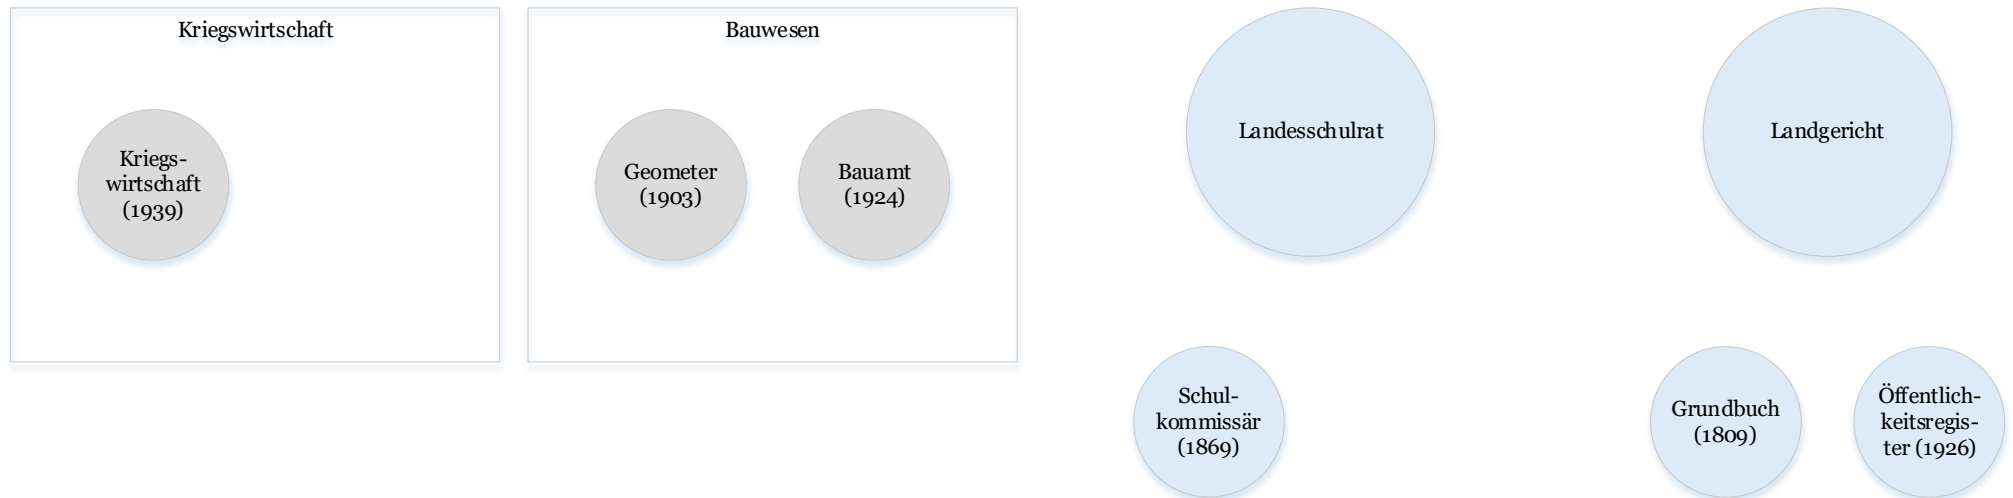 Kriegswirtschaft
Kriegs-
wirtschaft
(1939)
Bauwesen
Geometer
(1903)
Bauamt
(1924)
Landesschulrat
Schul-
kommissär
(1869)
Landgericht
Grundbuch
(1809)
Öffentlich-
keitsregis-
ter (1926)